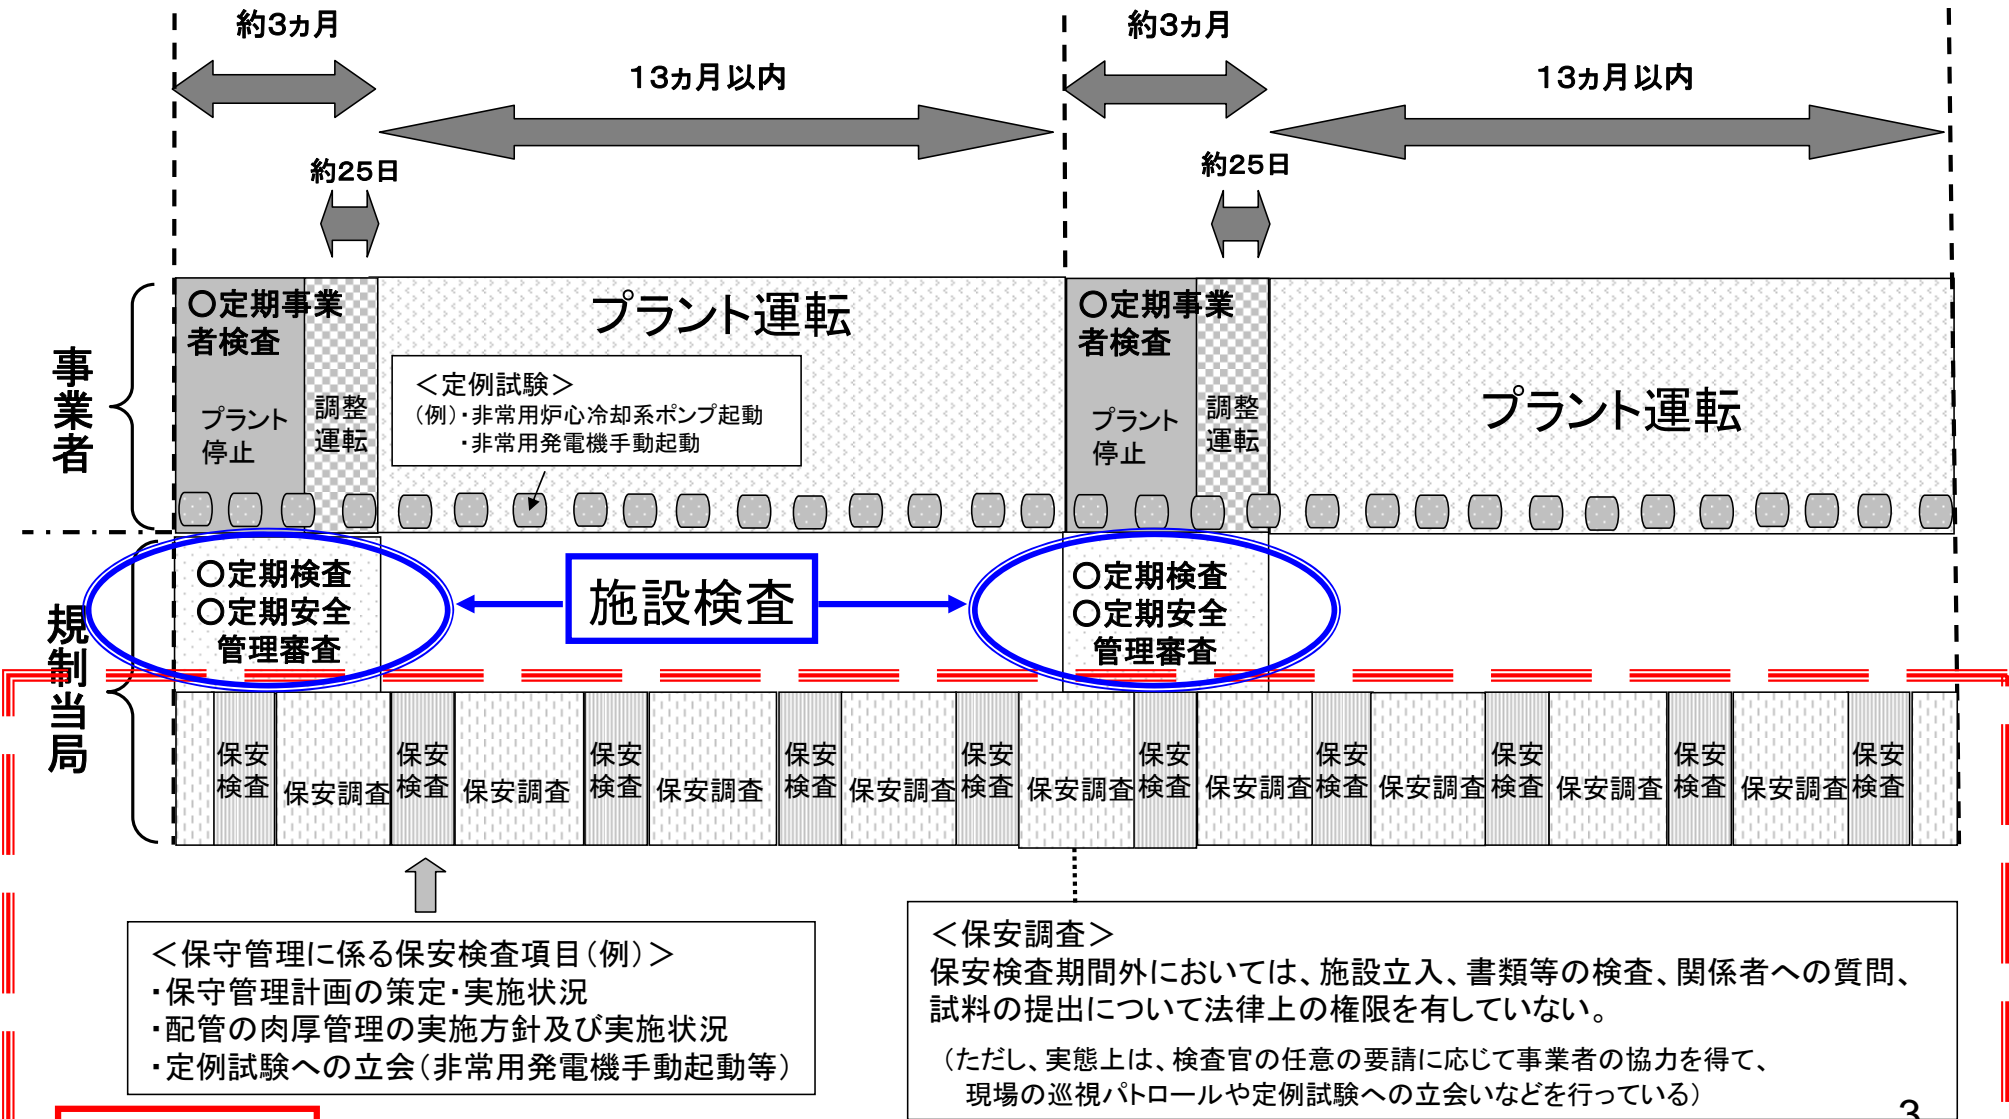 約3ヵ月
約3ヵ月
13ヵ月以内
13ヵ月以内
約25日
約25日
事業者
○定期事業
者検査
プラント
停止
調整
運転
プラント運転
＜定例試験＞
（例）・非常用炉心冷却系ポンプ起動
・非常用発電機手動起動
○定期事業
者検査
プラント
停止
調整
運転
プラント運転
規制当局
○定期検査
○定期安全
管理審査
施設検査
○定期検査
○定期安全
管理審査
保安
検査
保安調査
保安
検査
保安調査
保安
検査
保安調査
保安
検査
保安調査
保安
検査
保安調査
保安
検査
保安調査
保安
検査
保安調査
保安
検査
保安調査
保安
検査
保安調査
保安
検査
＜保守管理に係る保安検査項目（例）＞
・保守管理計画の策定・実施状況
・配管の肉厚管理の実施方針及び実施状況
・定例試験への立会（非常用発電機手動起動等）
＜保安調査＞
保安検査期間外においては、施設立入、書類等の検査、関係者への質問、
試料の提出について法律上の権限を有していない。
（ただし、実態上は、検査官の任意の要請に応じて事業者の協力を得て、
現場の巡視パトロールや定例試験への立会いなどを行っている）
3